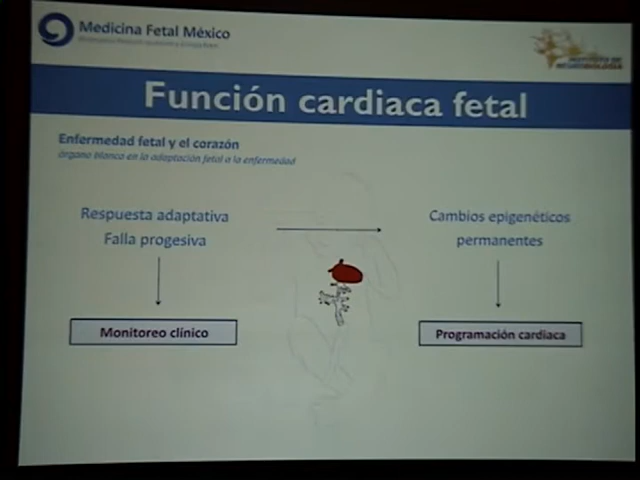 Medicina Fetal México
Función cardiaca fetal
Enfermedad fetal y el corazón
órgano blanco en la adaptación fetal a la enfermedad
Respuesta adaptativa
Falla progesiva
Cambios epigenéticos
permanentes
Monitoreo clínico
Programación cardiaca